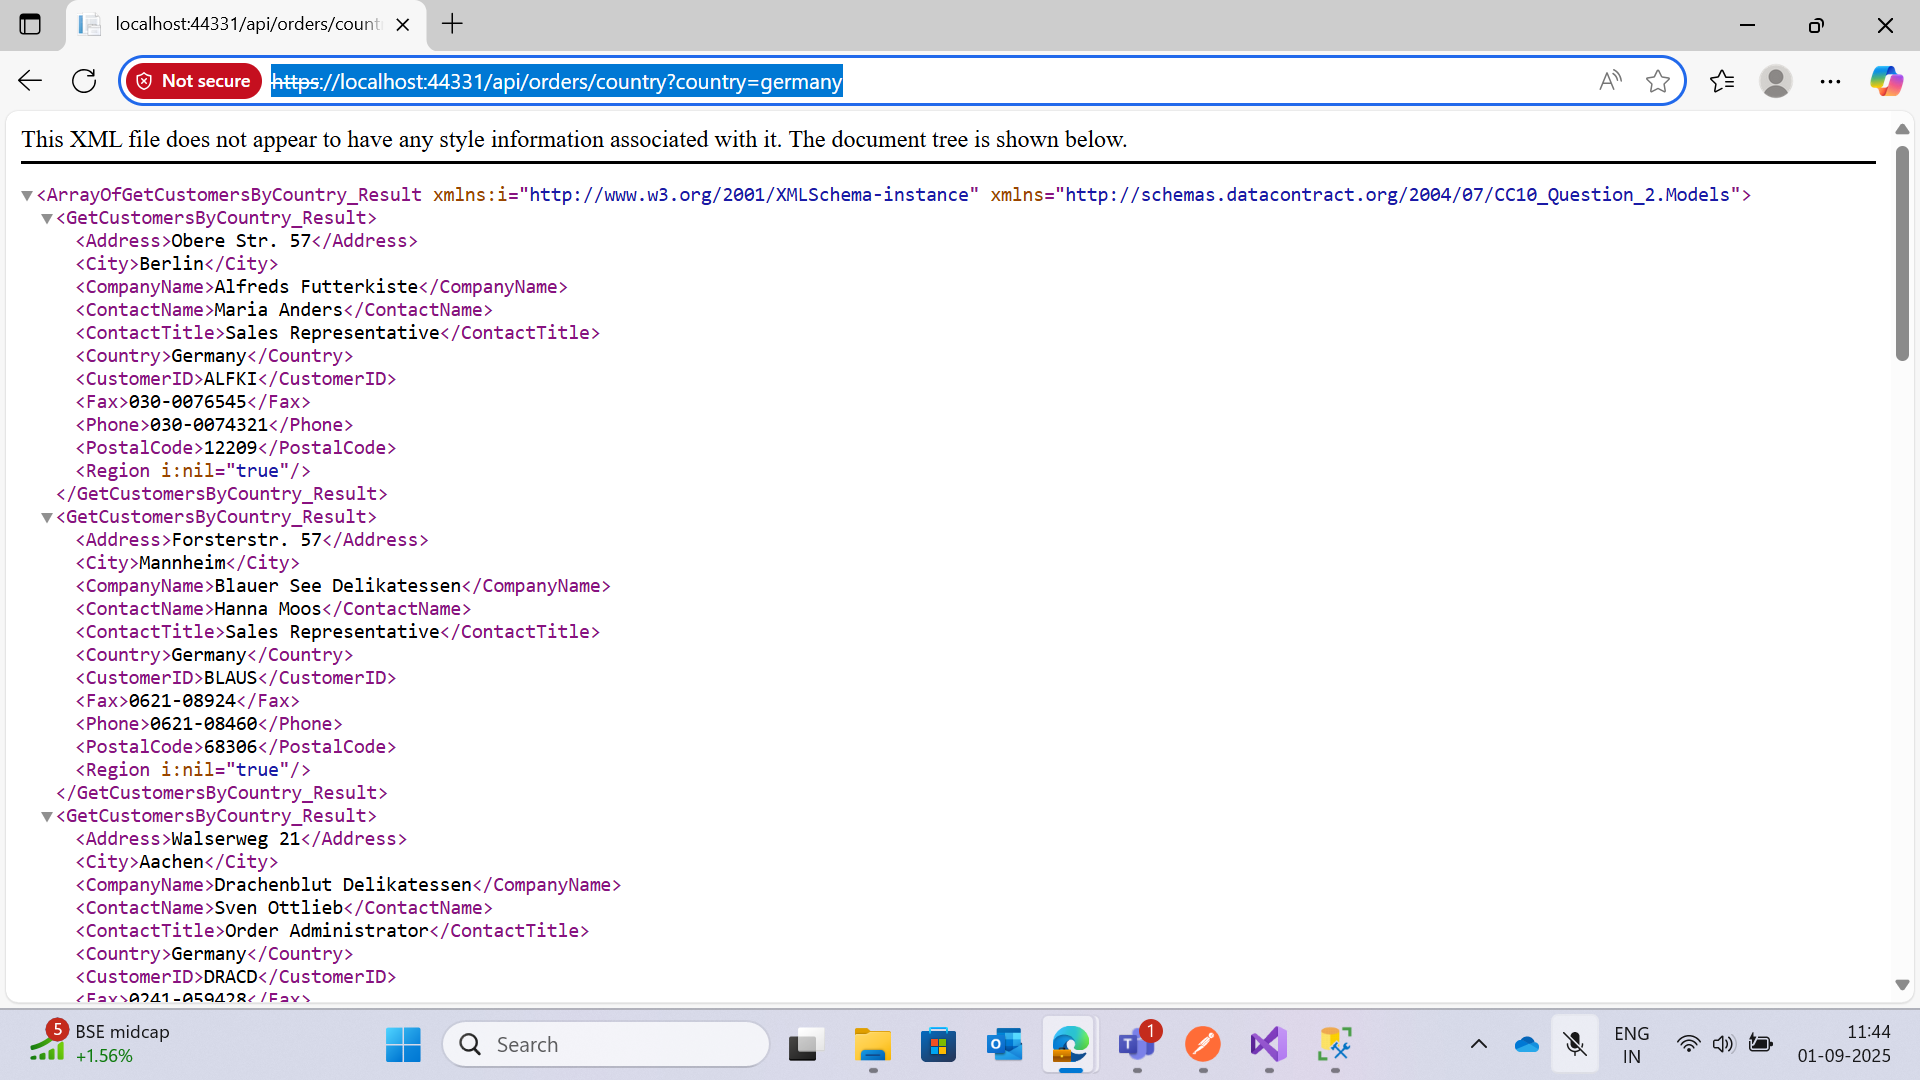 localhost:44331/api/orders/count
Not secure
https://localhost:44331/api/orders/country?country=germany
This XML file does not appear to have any style information associated with it. The document tree is shown below.
<ArrayOfGetCustomersByCountry_Result xmlns:i="http://www.w3.org/2001/XMLSchema-instance" xmlns="http://schemas.datacontract.org/2004/07/CC10_Question_2.Models">
<GetCustomersByCountry_Result>
<Address>Obere Str. 57</Address>
<City>Berlin</City>
<CompanyName>Alfreds Futterkiste</CompanyName>
<ContactName>Maria Anders</ContactName>
<ContactTitle>Sales Representative</ContactTitle>
<Country>Germany</Country>
<CustomerID>ALFKI</CustomerID>
<Fax>030-0076545</Fax>
<Phone>030-0074321</Phone>
<PostalCode>12209</PostalCode>
<Region i:nil="true"/>
</GetCustomersByCountry_Result>
<GetCustomersByCountry_Result>
<Address>Forsterstr. 57</Address>
<City>Mannheim</City>
<CompanyName>Blauer See Delikatessen</CompanyName>
<ContactName>Hanna Moos</ContactName>
<ContactTitle>Sales Representative</ContactTitle>
<Country>Germany</Country>
<CustomerID>BLAUS</CustomerID>
<Fax>0621-08924</Fax>
<Phone>0621-08460</Phone>
<PostalCode>68306</PostalCode>
<Region i:nil="true"/>
</GetCustomersByCountry_Result>
<GetCustomersByCountry_Result>
<Address>Walserweg 21</Address>
<City>Aachen</City>
<CompanyName>Drachenblut Delikatessen</CompanyName>
<ContactName>Sven Ottlieb</ContactName>
<ContactTitle>Order Administrator</ContactTitle>
<Country>Germany</Country>
<CustomerID>DRACD</CustomerID>
<Fax>0241-059428</Fax>
5
BSE midcap
+1.56%
Search
1
ENG
IN
11:44
01-09-2025